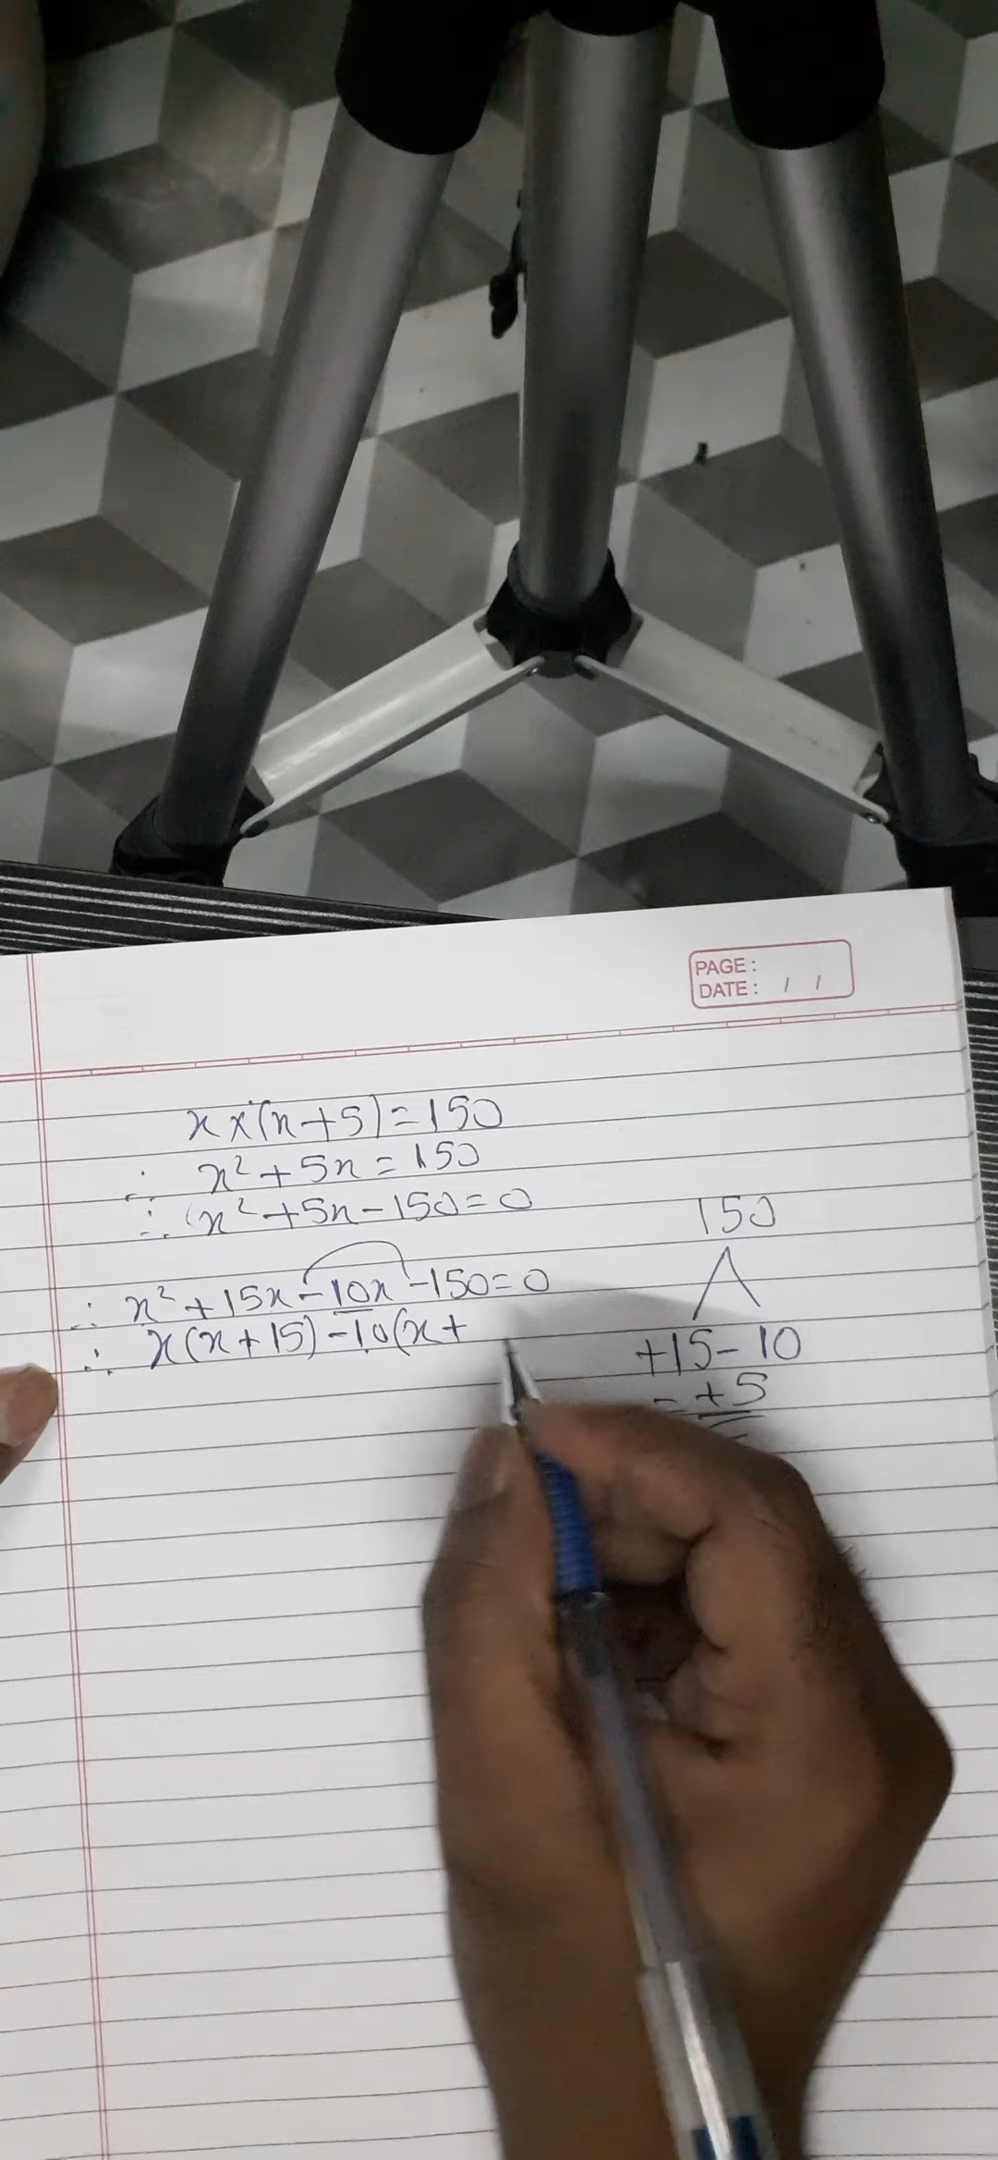 PAGE :
DATE : / /
x × (x+5) = 150
∴ x² + 5x = 150
∴ x² + 5x - 150 = 0
150
∴ x² + 15x - 10x - 150 = 0
∴ x(x + 15) - 10(x +
+15 - 10
= +5